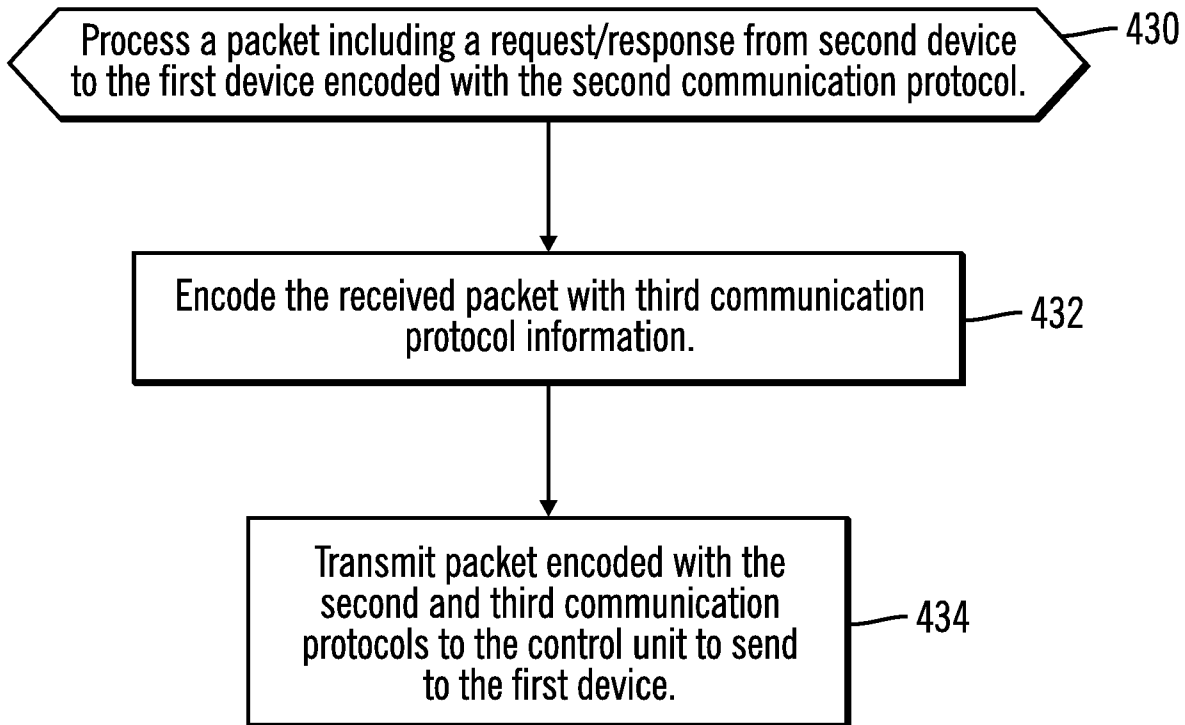 Process a packet including a request/response from second device
to the first device encoded with the second communication protocol.
430
Encode the received packet with third communication
protocol information.
432
Transmit packet encoded with the
second and third communication
protocols to the control unit to send
to the first device.
434